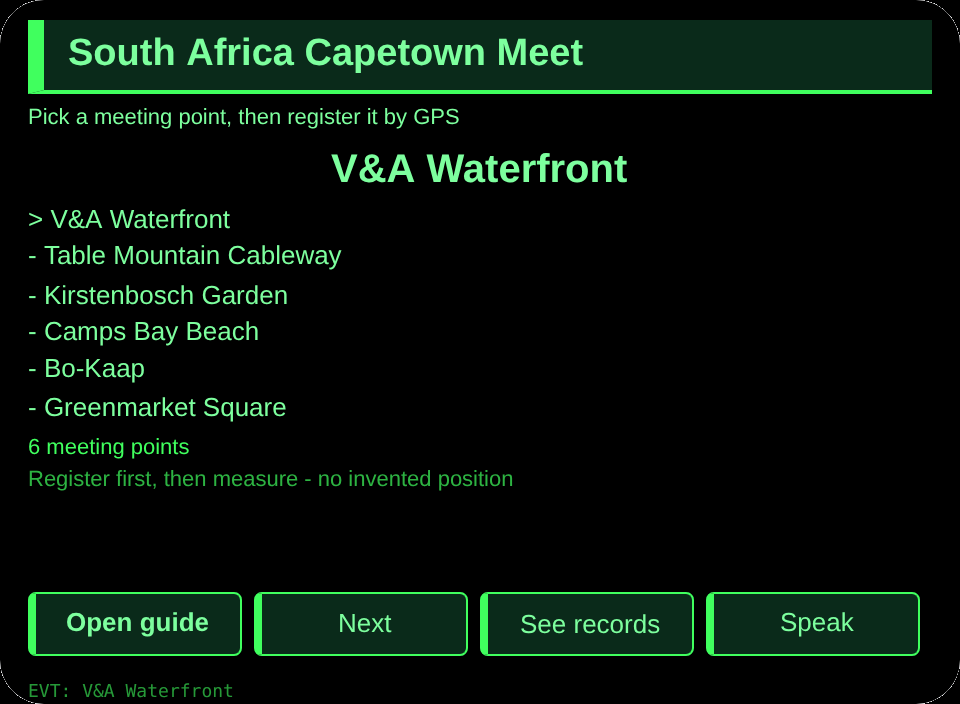 South Africa Capetown Meet
Pick a meeting point, then register it by GPS
V&A Waterfront
> V&A Waterfront
- Table Mountain Cableway
- Kirstenbosch Garden
- Camps Bay Beach
- Bo-Kaap
- Greenmarket Square
6 meeting points
Register first, then measure - no invented position
Open guide
Next
See records
Speak
EVT: V&A Waterfront